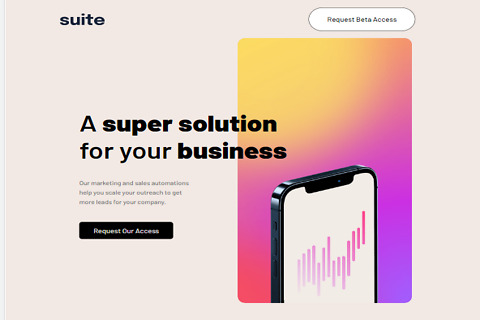 suite
Request Beta Access
A super solution
for your business
Our marketing and sales automations
help you scale your outreach to get
more leads for your company.
Request Our Access